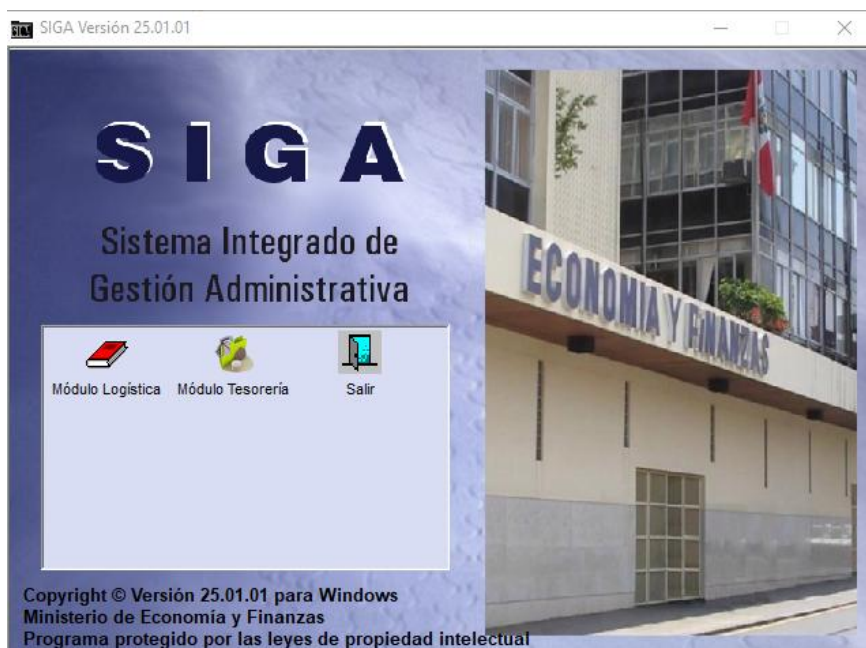 SIGA Versión 25.01.01
S I G A
Sistema Integrado de
Gestión Administrativa
ECONOMIA Y FINANZAS
Módulo Logística Módulo Tesorería Salir
Copyright © Versión 25.01.01 para Windows
Ministerio de Economía y Finanzas
Programa protegido por las leyes de propiedad intelectual